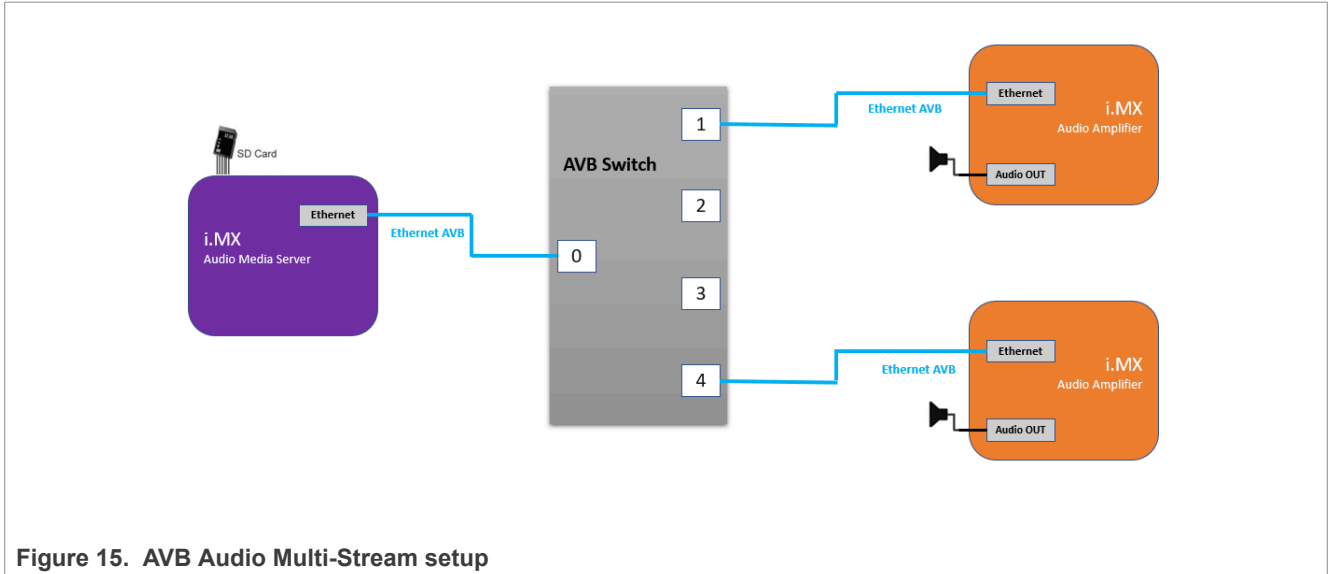 SD Card
Ethernet
i.MX
Audio Media Server
Ethernet AVB
AVB Switch
0
1
2
3
4
Ethernet AVB
Ethernet
i.MX
Audio Amplifier
Audio OUT
Ethernet AVB
Ethernet
i.MX
Audio Amplifier
Audio OUT
Figure 15. AVB Audio Multi-Stream setup